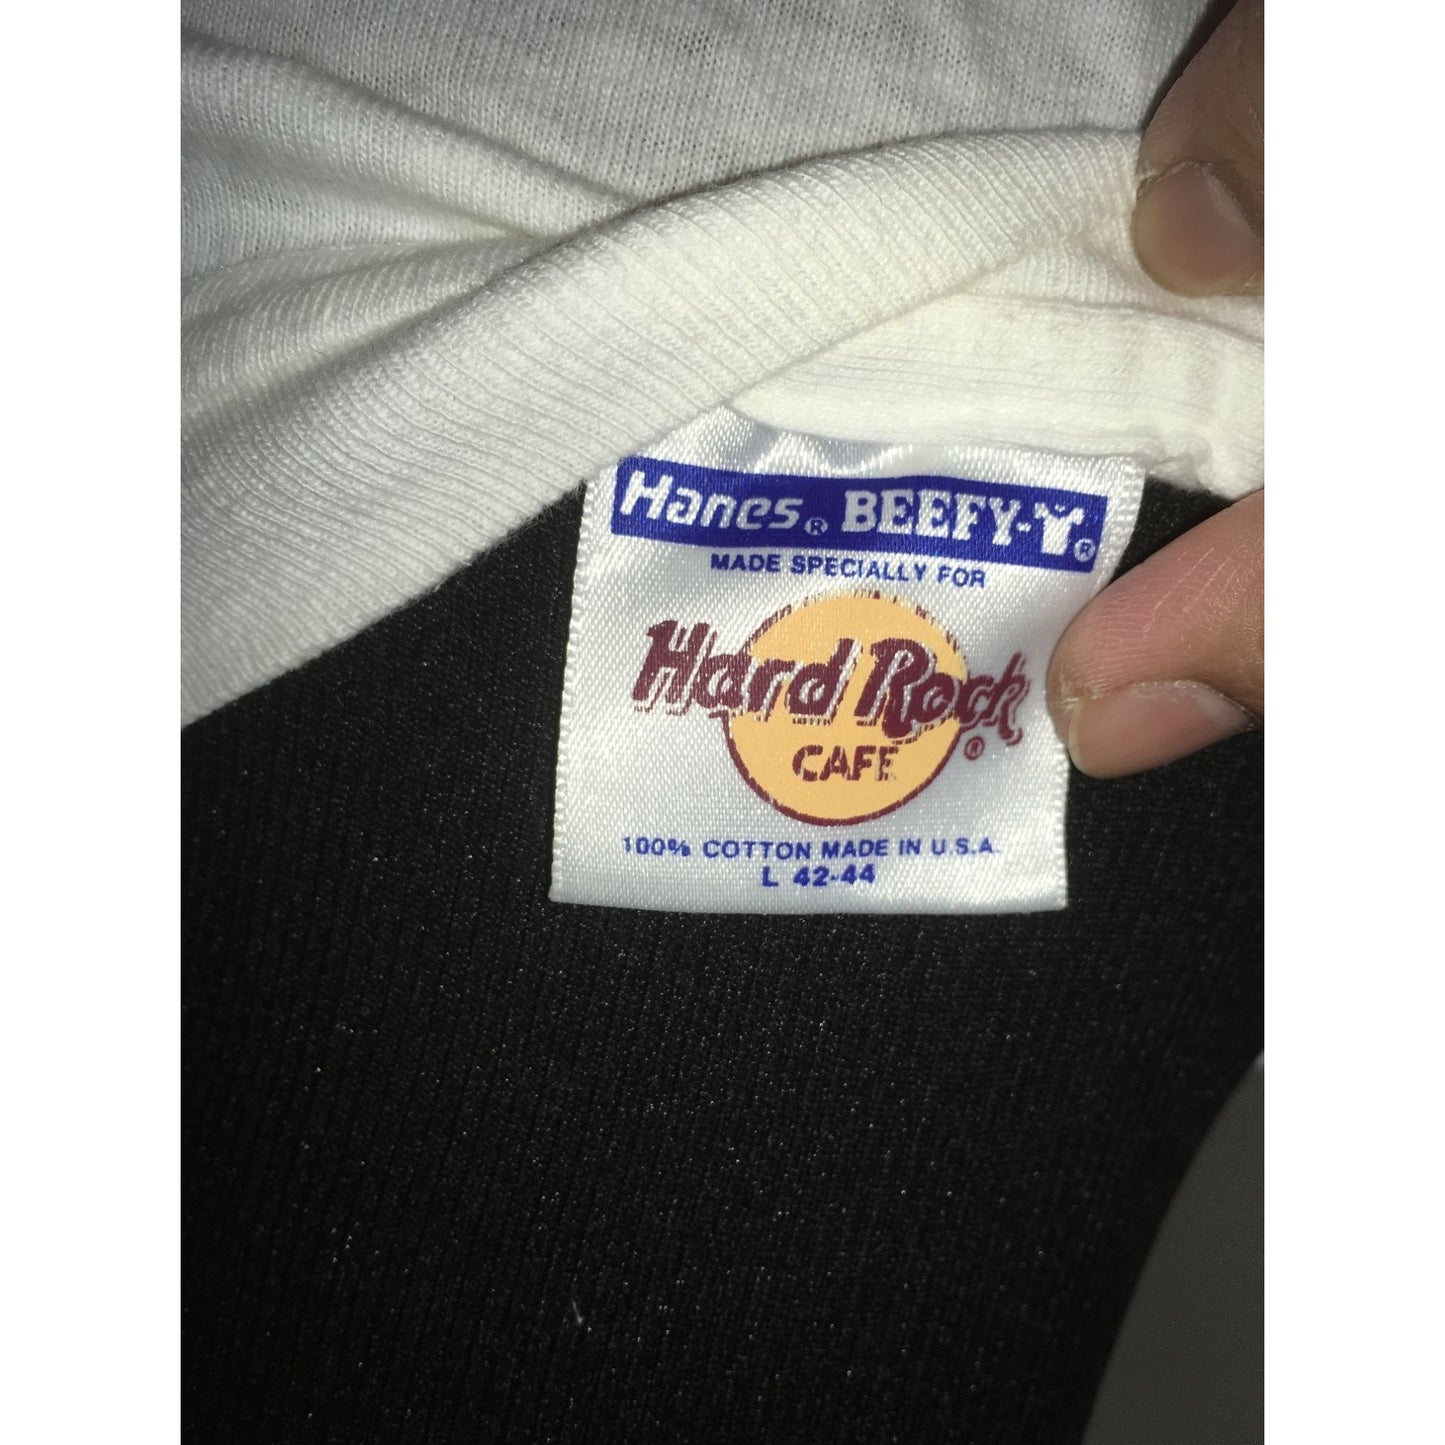 Hanes® BEEFY-T®
MADE SPECIALLY FOR
Hard Rock
CAFE ®
100% COTTON MADE IN U.S.A.
L 42-44